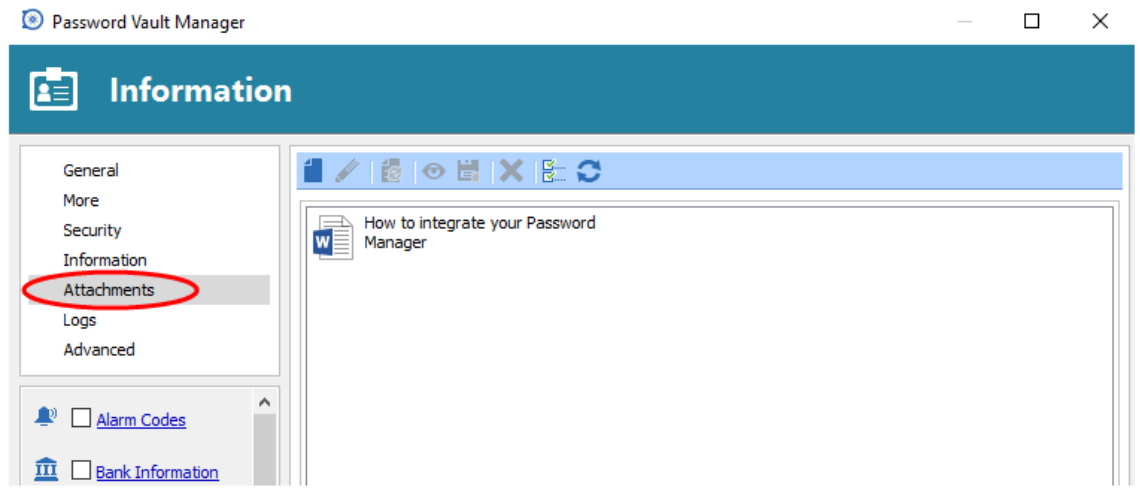 Password Vault Manager
Information
General
More
Security
Information
Attachments
Logs
Advanced
How to integrate your Password
Manager
W
Alarm Codes
Bank Information